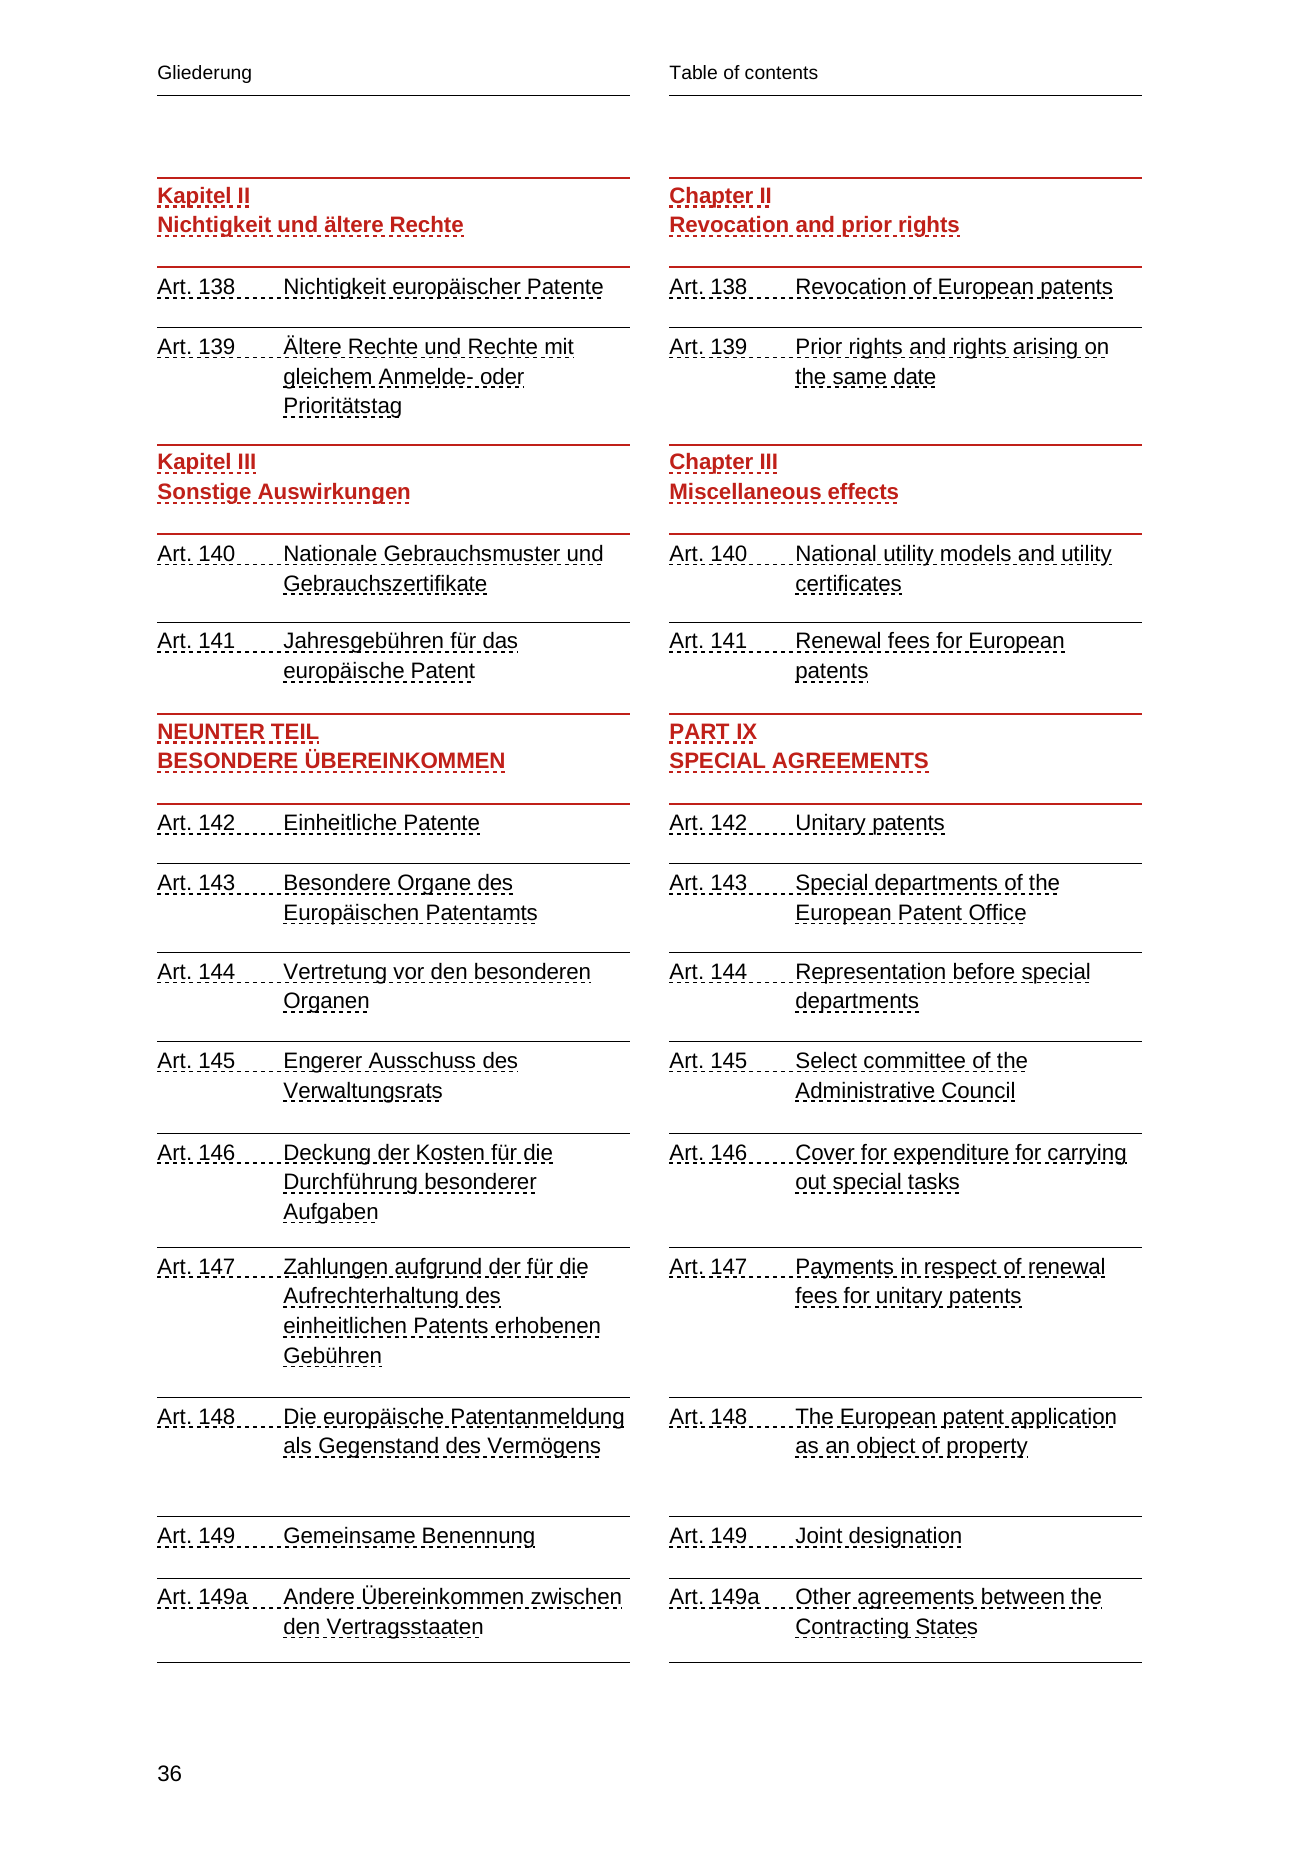 Gliederung
Kapitel II
Nichtigkeit und ältere Rechte
Art. 138 Nichtigkeit europäischer Patente
Art. 139 Ältere Rechte und Rechte mit
gleichem Anmelde- oder
Prioritätstag
Kapitel III
Sonstige Auswirkungen
Art. 140 Nationale Gebrauchsmuster und
Gebrauchszertifikate
Art. 141 Jahresgebühren für das
europäische Patent
NEUNTER TEIL
BESONDERE ÜBEREINKOMMEN
Art. 142 Einheitliche Patente
Art. 143 Besondere Organe des
Europäischen Patentamts
Art. 144 Vertretung vor den besonderen
Organen
Art. 145 Engerer Ausschuss des
Verwaltungsrats
Art. 146 Deckung der Kosten für die
Durchführung besonderer
Aufgaben
Art. 147 Zahlungen aufgrund der für die
Aufrechterhaltung des
einheitlichen Patents erhobenen
Gebühren
Art. 148 Die europäische Patentanmeldung
als Gegenstand des Vermögens
Art. 149 Gemeinsame Benennung
Art. 149a Andere Übereinkommen zwischen
den Vertragsstaaten
Table of contents
Chapter II
Revocation and prior rights
Art. 138 Revocation of European patents
Art. 139 Prior rights and rights arising on
the same date
Chapter III
Miscellaneous effects
Art. 140 National utility models and utility
certificates
Art. 141 Renewal fees for European
patents
PART IX
SPECIAL AGREEMENTS
Art. 142 Unitary patents
Art. 143 Special departments of the
European Patent Office
Art. 144 Representation before special
departments
Art. 145 Select committee of the
Administrative Council
Art. 146 Cover for expenditure for carrying
out special tasks
Art. 147 Payments in respect of renewal
fees for unitary patents
Art. 148 The European patent application
as an object of property
Art. 149 Joint designation
Art. 149a Other agreements between the
Contracting States
36